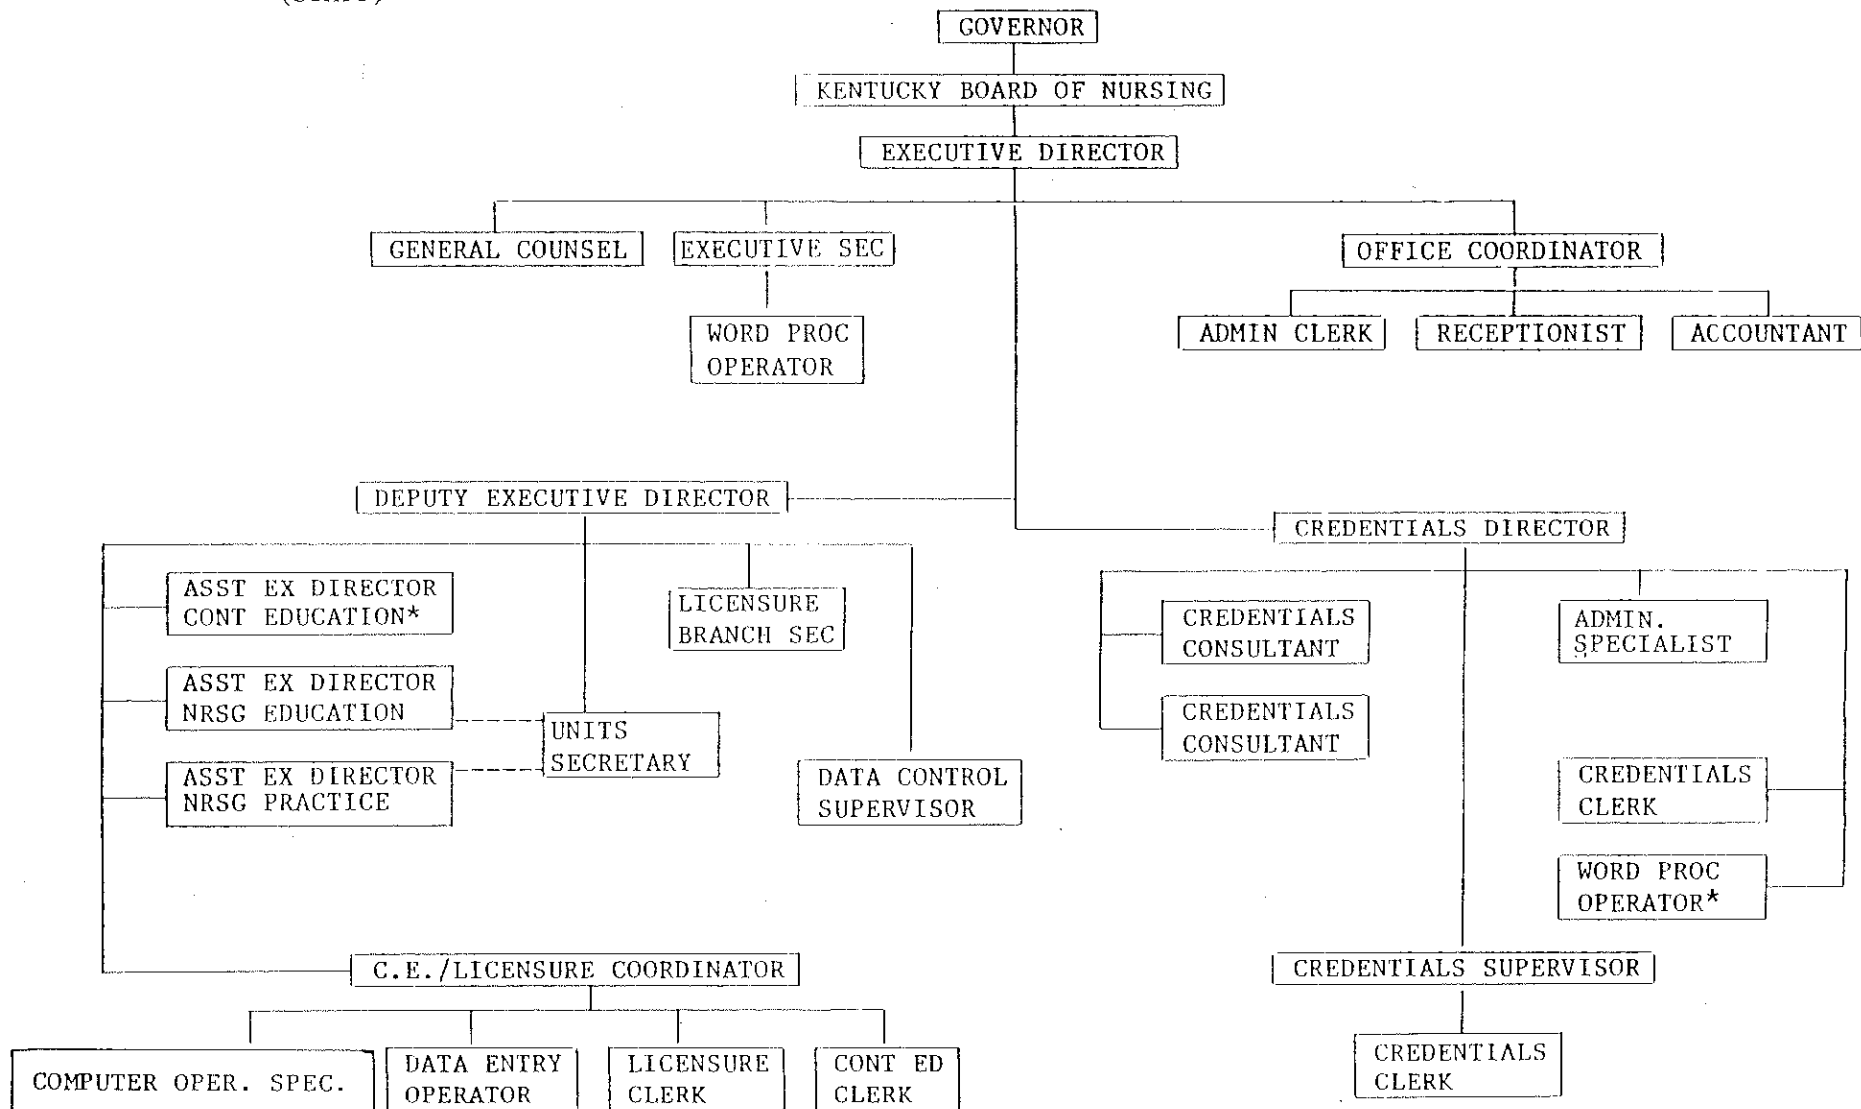 GOVERNOR
KENTUCKY BOARD OF NURSING
EXECUTIVE DIRECTOR
GENERAL COUNSEL
EXECUTIVE SEC
OFFICE COORDINATOR
WORD PROC
OPERATOR
ADMIN CLERK
RECEPTIONIST
ACCOUNTANT
DEPUTY EXECUTIVE DIRECTOR
CREDENTIALS DIRECTOR
ASST EX DIRECTOR
CONT EDUCATION*
LICENSURE
BRANCH SEC
ASST EX DIRECTOR
NRSG EDUCATION
UNITS
SECRETARY
ASST EX DIRECTOR
NRSG PRACTICE
DATA CONTROL
SUPERVISOR
CREDENTIALS
CONSULTANT
ADMIN.
SPECIALIST
CREDENTIALS
CONSULTANT
CREDENTIALS
CLERK
WORD PROC
OPERATOR*
C.E./LICENSURE COORDINATOR
CREDENTIALS SUPERVISOR
COMPUTER OPER. SPEC.
DATA ENTRY
OPERATOR
LICENSURE
CLERK
CONT ED
CLERK
CREDENTIALS
CLERK